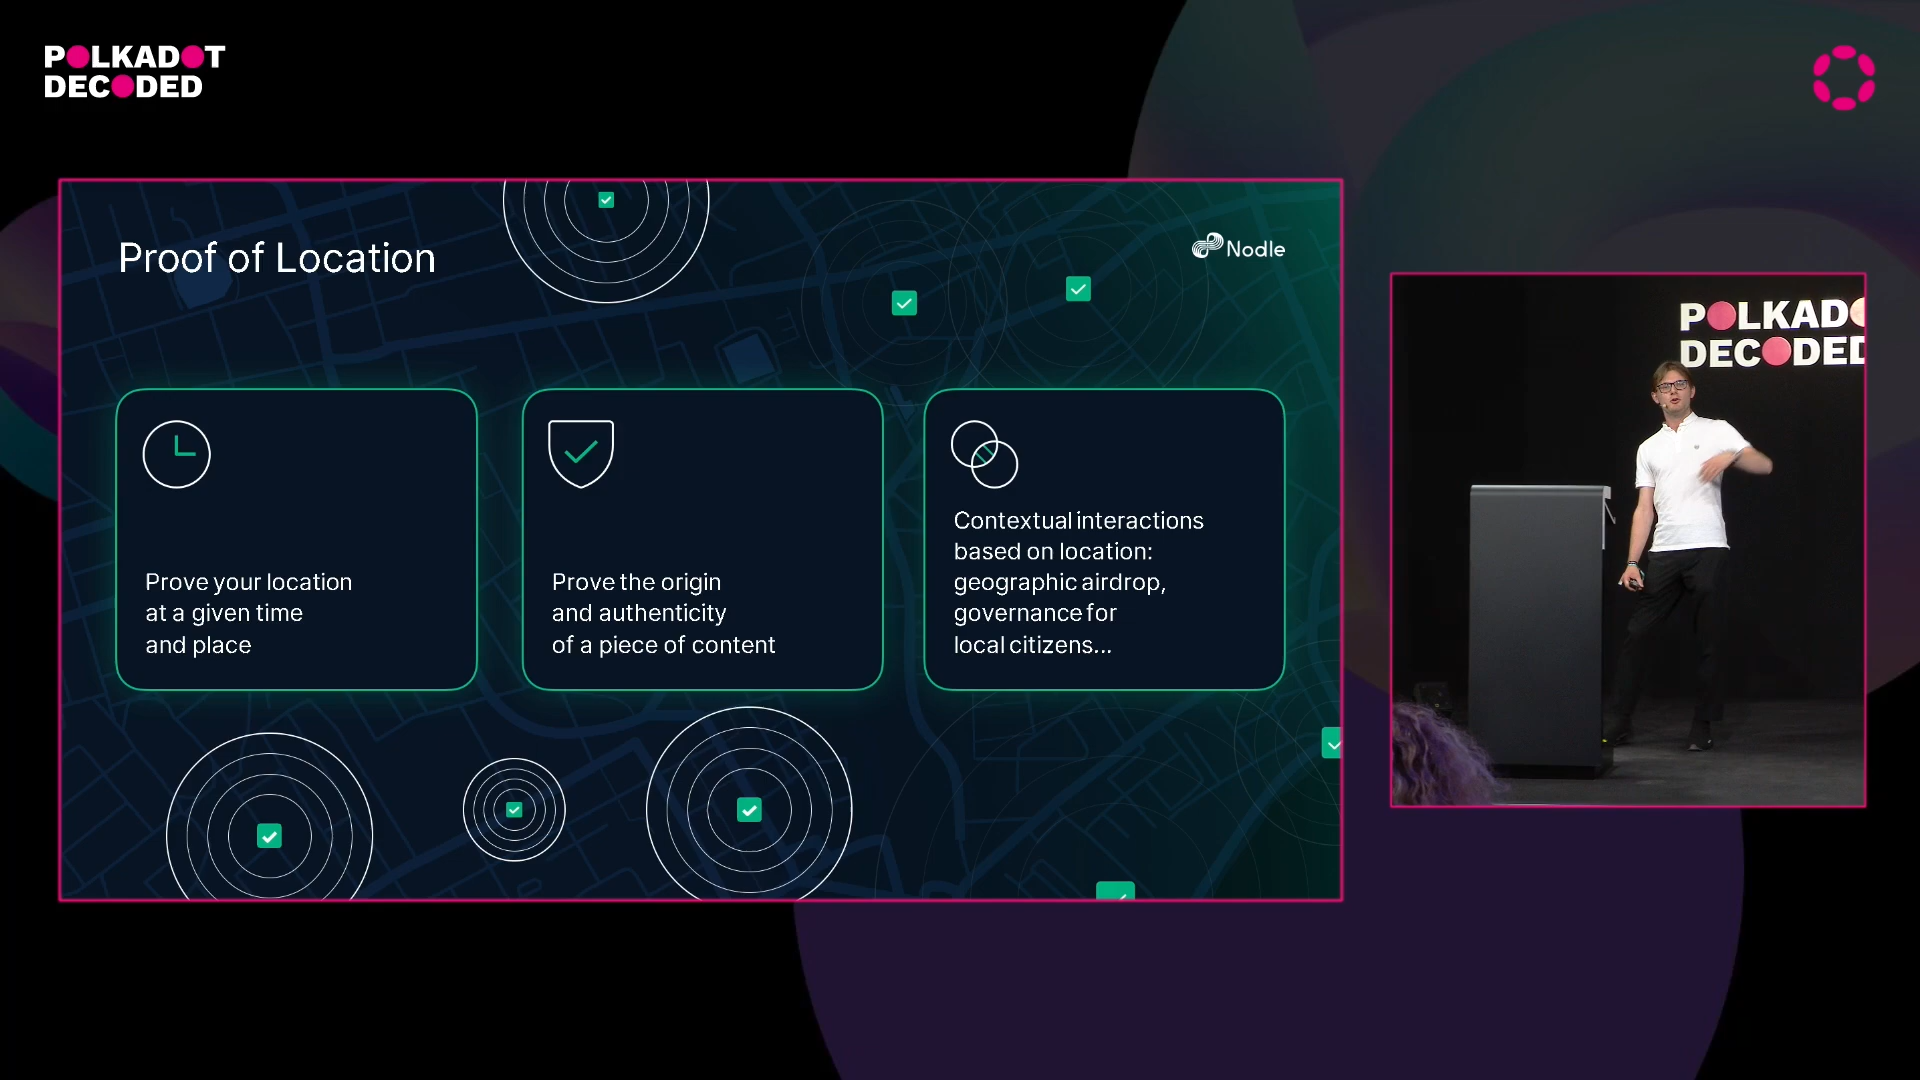 POLKADOT
DECODED
Proof of Location
Nodle
Prove your location
at a given time
and place
Prove the origin
and authenticity
of a piece of content
Contextual interactions
based on location:
geographic airdrop,
governance for
local citizens...
POLKADO
DECODED